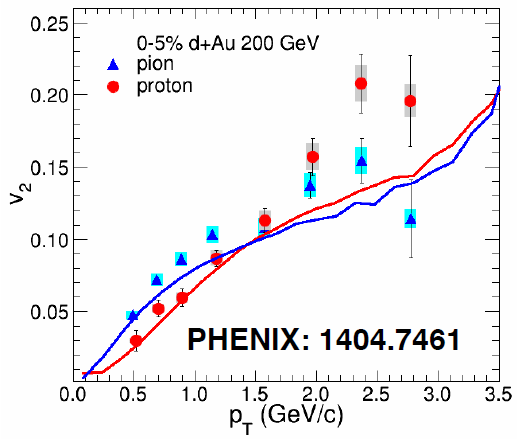 0.25
0-5% d+Au 200 GeV
pion
proton
0.20
0.15
v2
0.10
0.05
PHENIX: 1404.7461
0.0 0.5 1.0 1.5 2.0 2.5 3.0 3.5
pT (GeV/c)